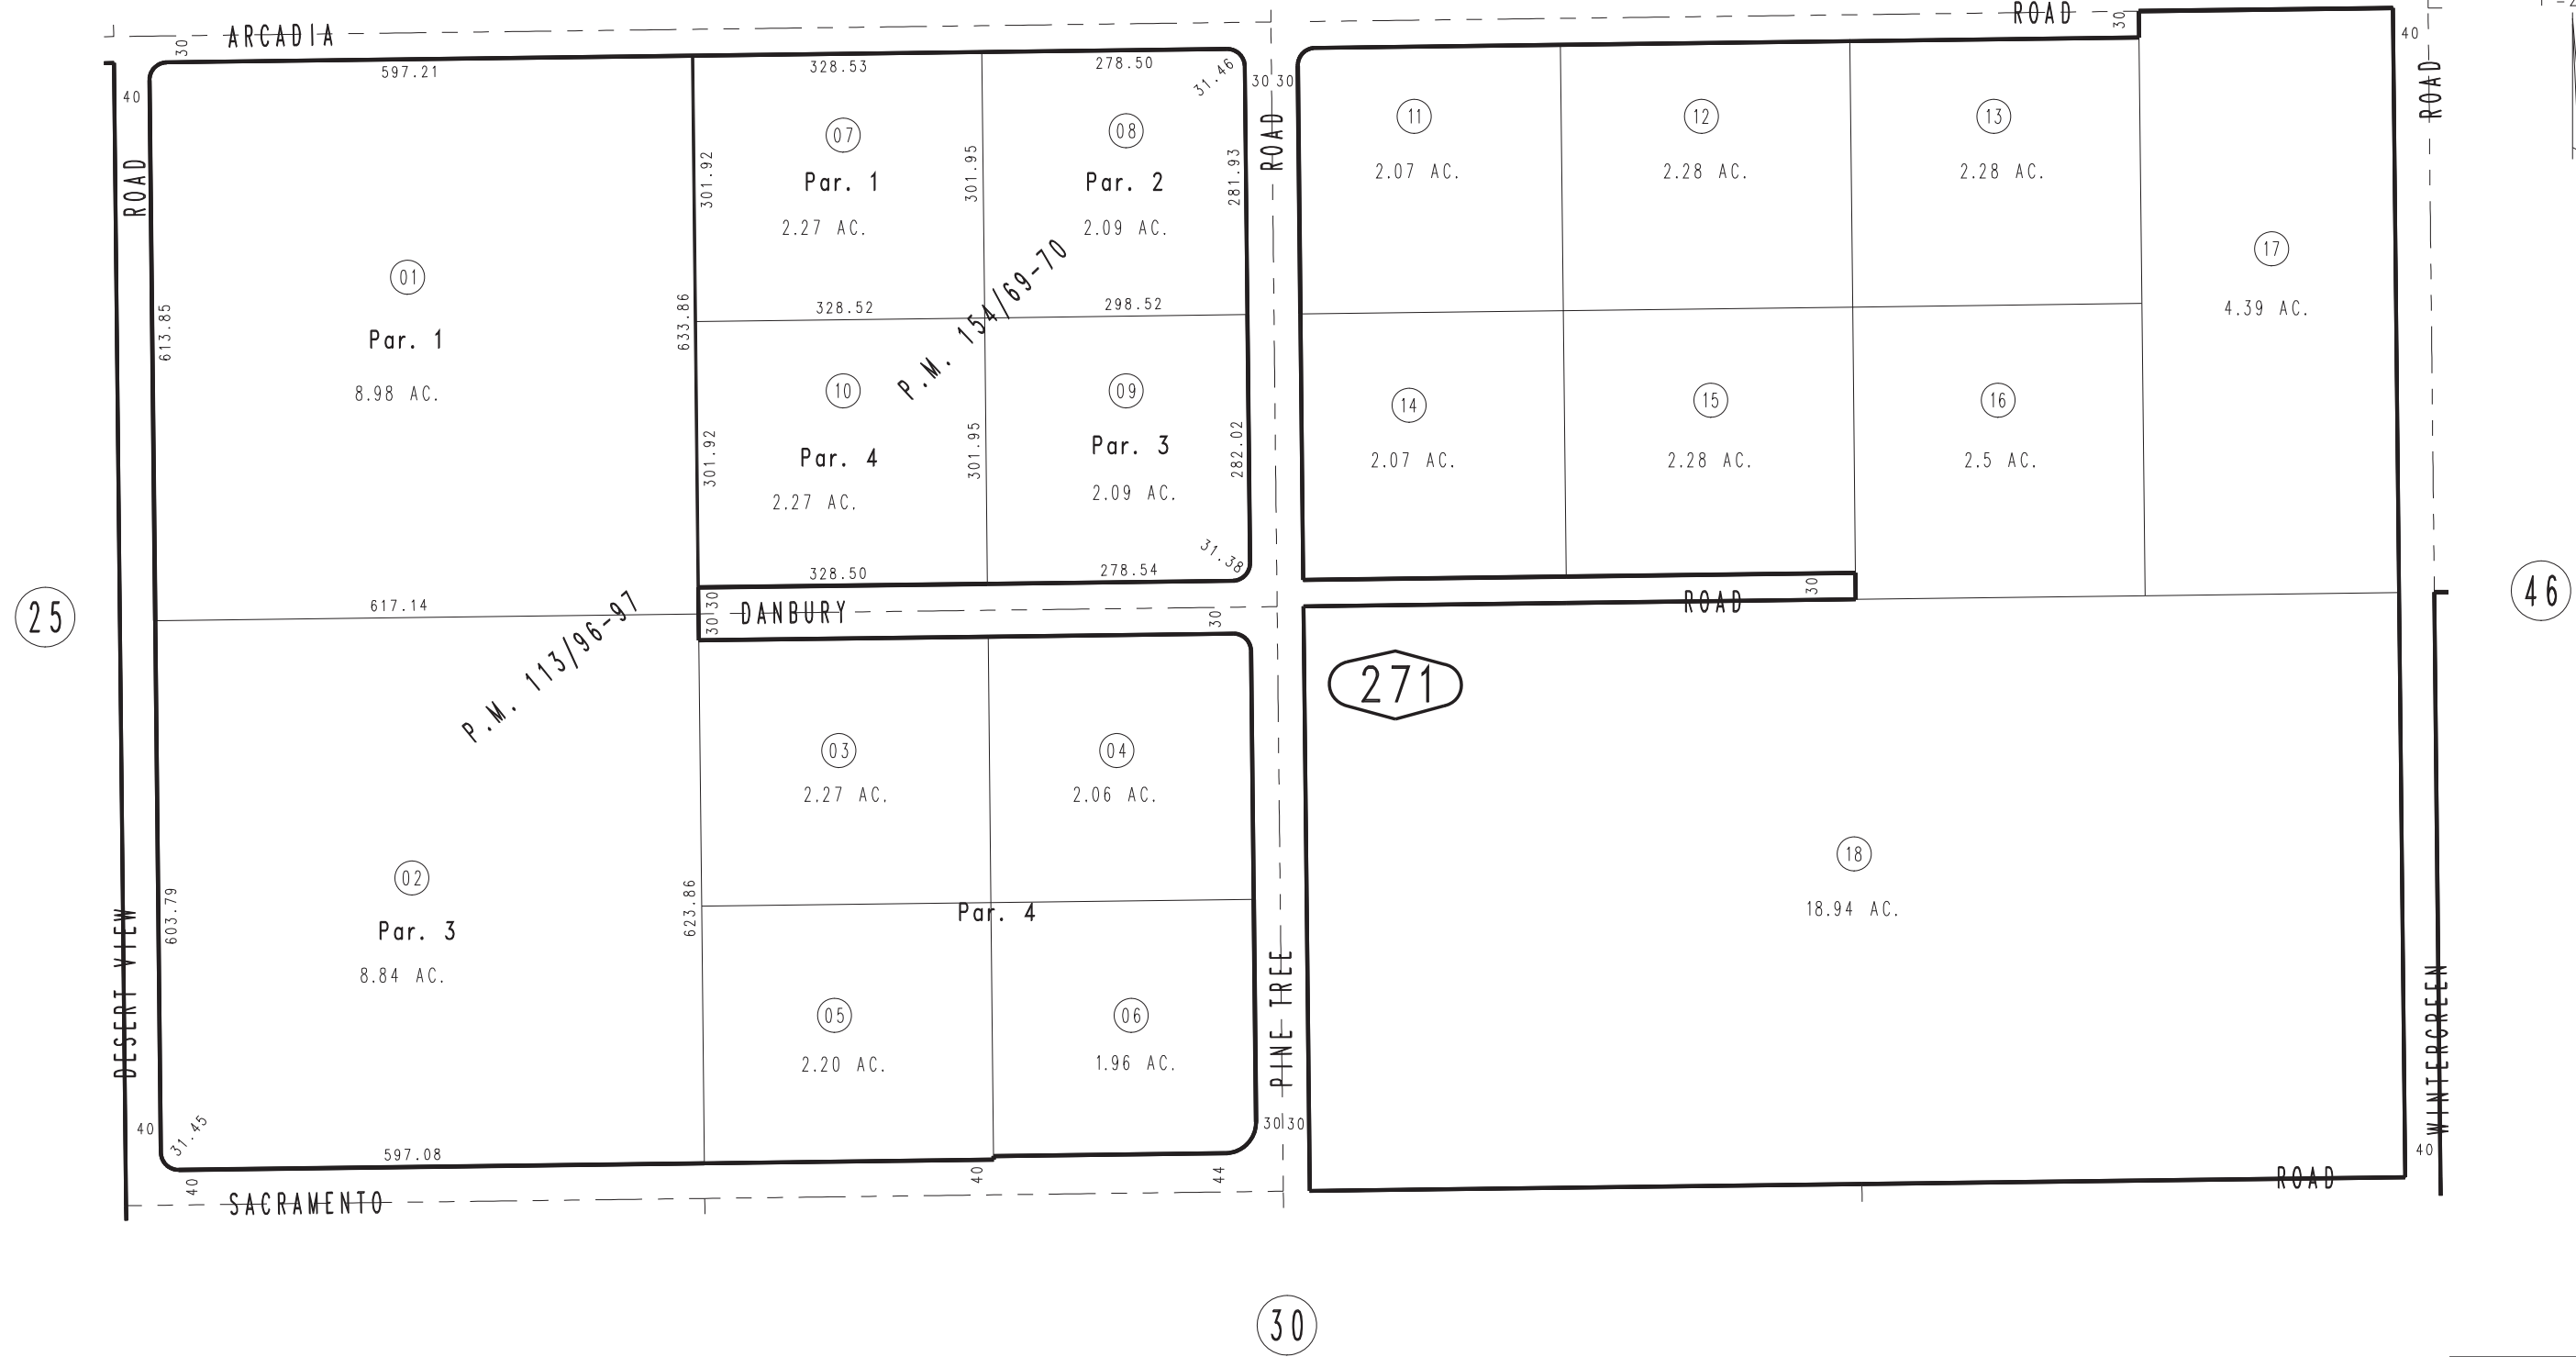 ARCADIA
ROAD
30
30
40
40
597.21
328.53
278.50
31.46
30
30
ROAD
ROAD
ROAD
07
Par. 1
2.27 AC.
301.92
301.95
08
Par. 2
2.09 AC.
281.93
11
2.07 AC.
12
2.28 AC.
13
2.28 AC.
17
4.39 AC.
01
Par. 1
8.98 AC.
613.85
633.86
328.52
298.52
P.M. 154/69-70
10
Par. 4
2.27 AC.
301.92
301.95
09
Par. 3
2.09 AC.
282.02
14
2.07 AC.
15
2.28 AC.
16
2.5 AC.
31.38
328.50
278.54
25
617.14
30
30
DANBURY
30
ROAD
30
46
P.M. 113/96-97
271
03
2.27 AC.
04
2.06 AC.
18
18.94 AC.
02
Par. 3
8.84 AC.
603.79
623.86
Par. 4
DESERT VIEW
PINE TREE
WINTERGREEN
05
2.20 AC.
06
1.96 AC.
40
31.45
597.08
30
30
40
40
40
44
SACRAMENTO
ROAD
30